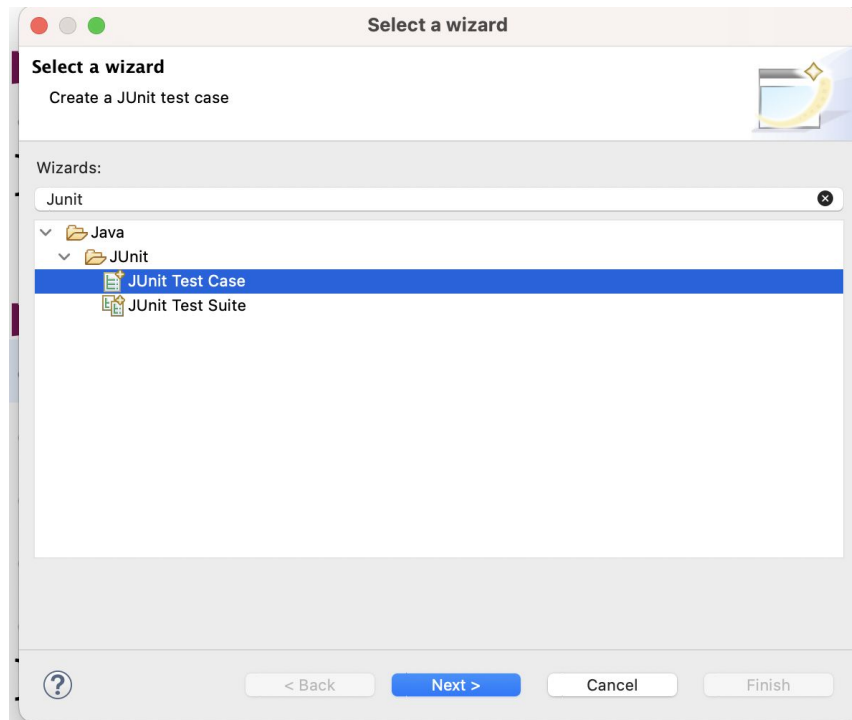 Select a wizard
Select a wizard
Create a JUnit test case
Wizards:
Junit
Java
JUnit
JUnit Test Case
JUnit Test Suite
? < Back Next > Cancel Finish